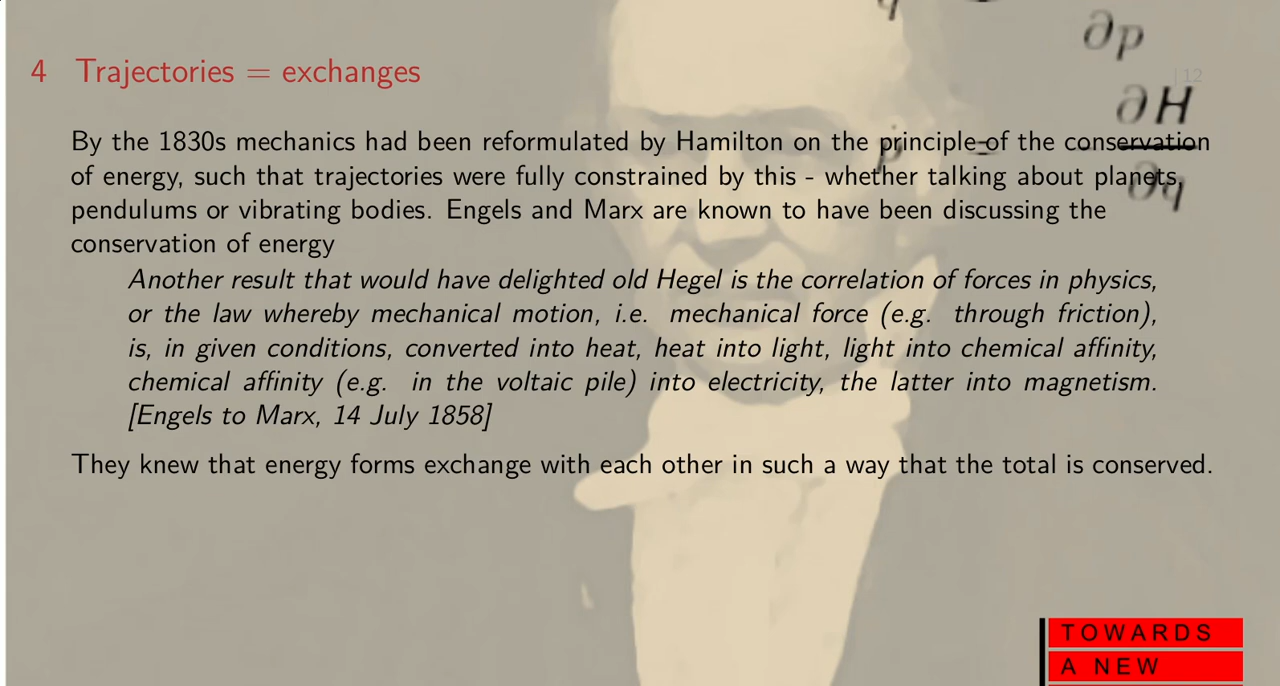 q
∂p
4 Trajectories = exchanges
| 12
∂H
By the 1830s mechanics had been reformulated by Hamilton on the principle of the conservation
ṗ = 
of energy, such that trajectories were fully constrained by this - whether talking about planets,
∂q
pendulums or vibrating bodies. Engels and Marx are known to have been discussing the
conservation of energy
Another result that would have delighted old Hegel is the correlation of forces in physics,
or the law whereby mechanical motion, i.e. mechanical force (e.g. through friction),
is, in given conditions, converted into heat, heat into light, light into chemical affinity,
chemical affinity (e.g. in the voltaic pile) into electricity, the latter into magnetism.
[Engels to Marx, 14 July 1858]
They knew that energy forms exchange with each other in such a way that the total is conserved.
TOWARDS
A NEW